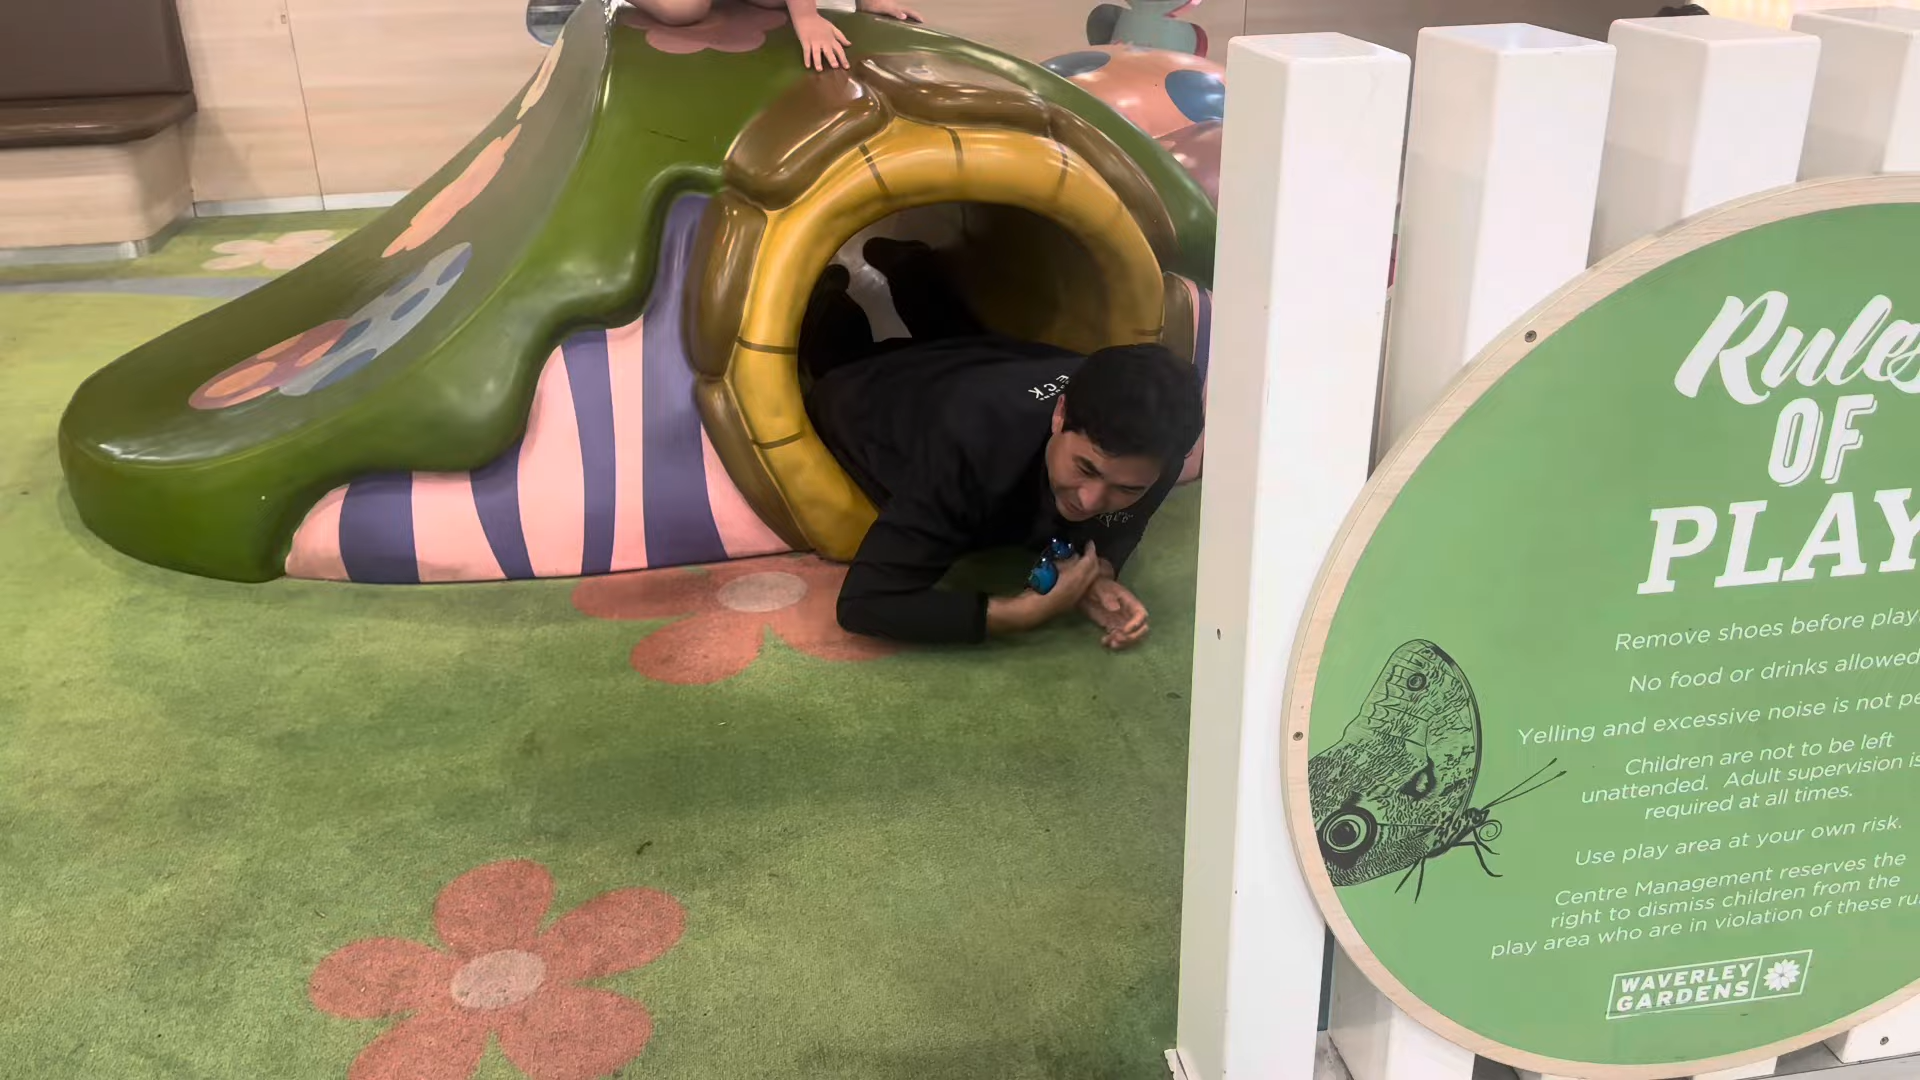 Rules
OF
PLAY
Remove shoes before play
No food or drinks allowed
Yelling and excessive noise is not pe
Children are not to be left
unattended. Adult supervision is
required at all times.
Use play area at your own risk.
Centre Management reserves the
right to dismiss children from the
play area who are in violation of these ru
WAVERLEY
GARDENS
ECK